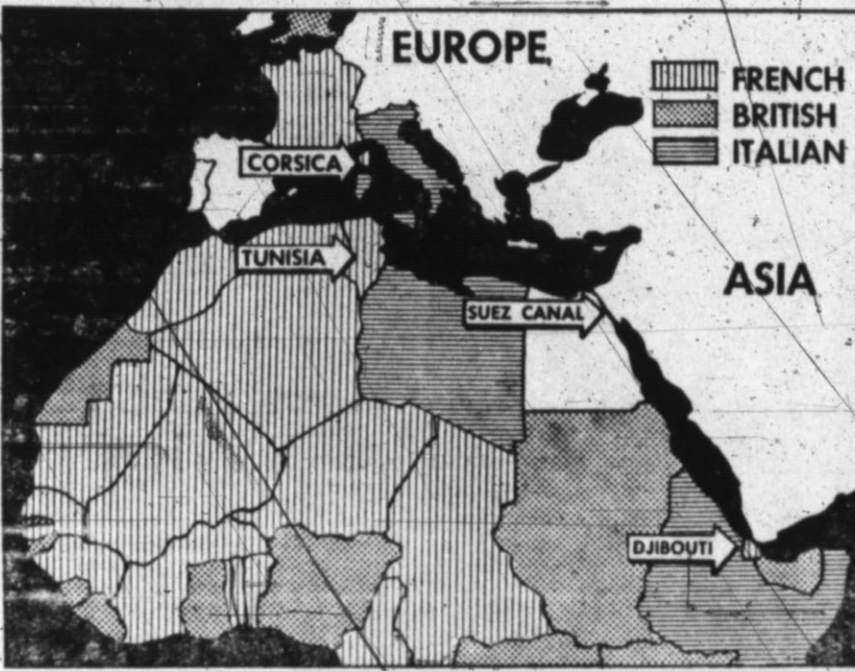 EUROPE
FRENCH
BRITISH
ITALIAN
CORSICA
TUNISIA
ASIA
SUEZ CANAL
DJIBOUTI